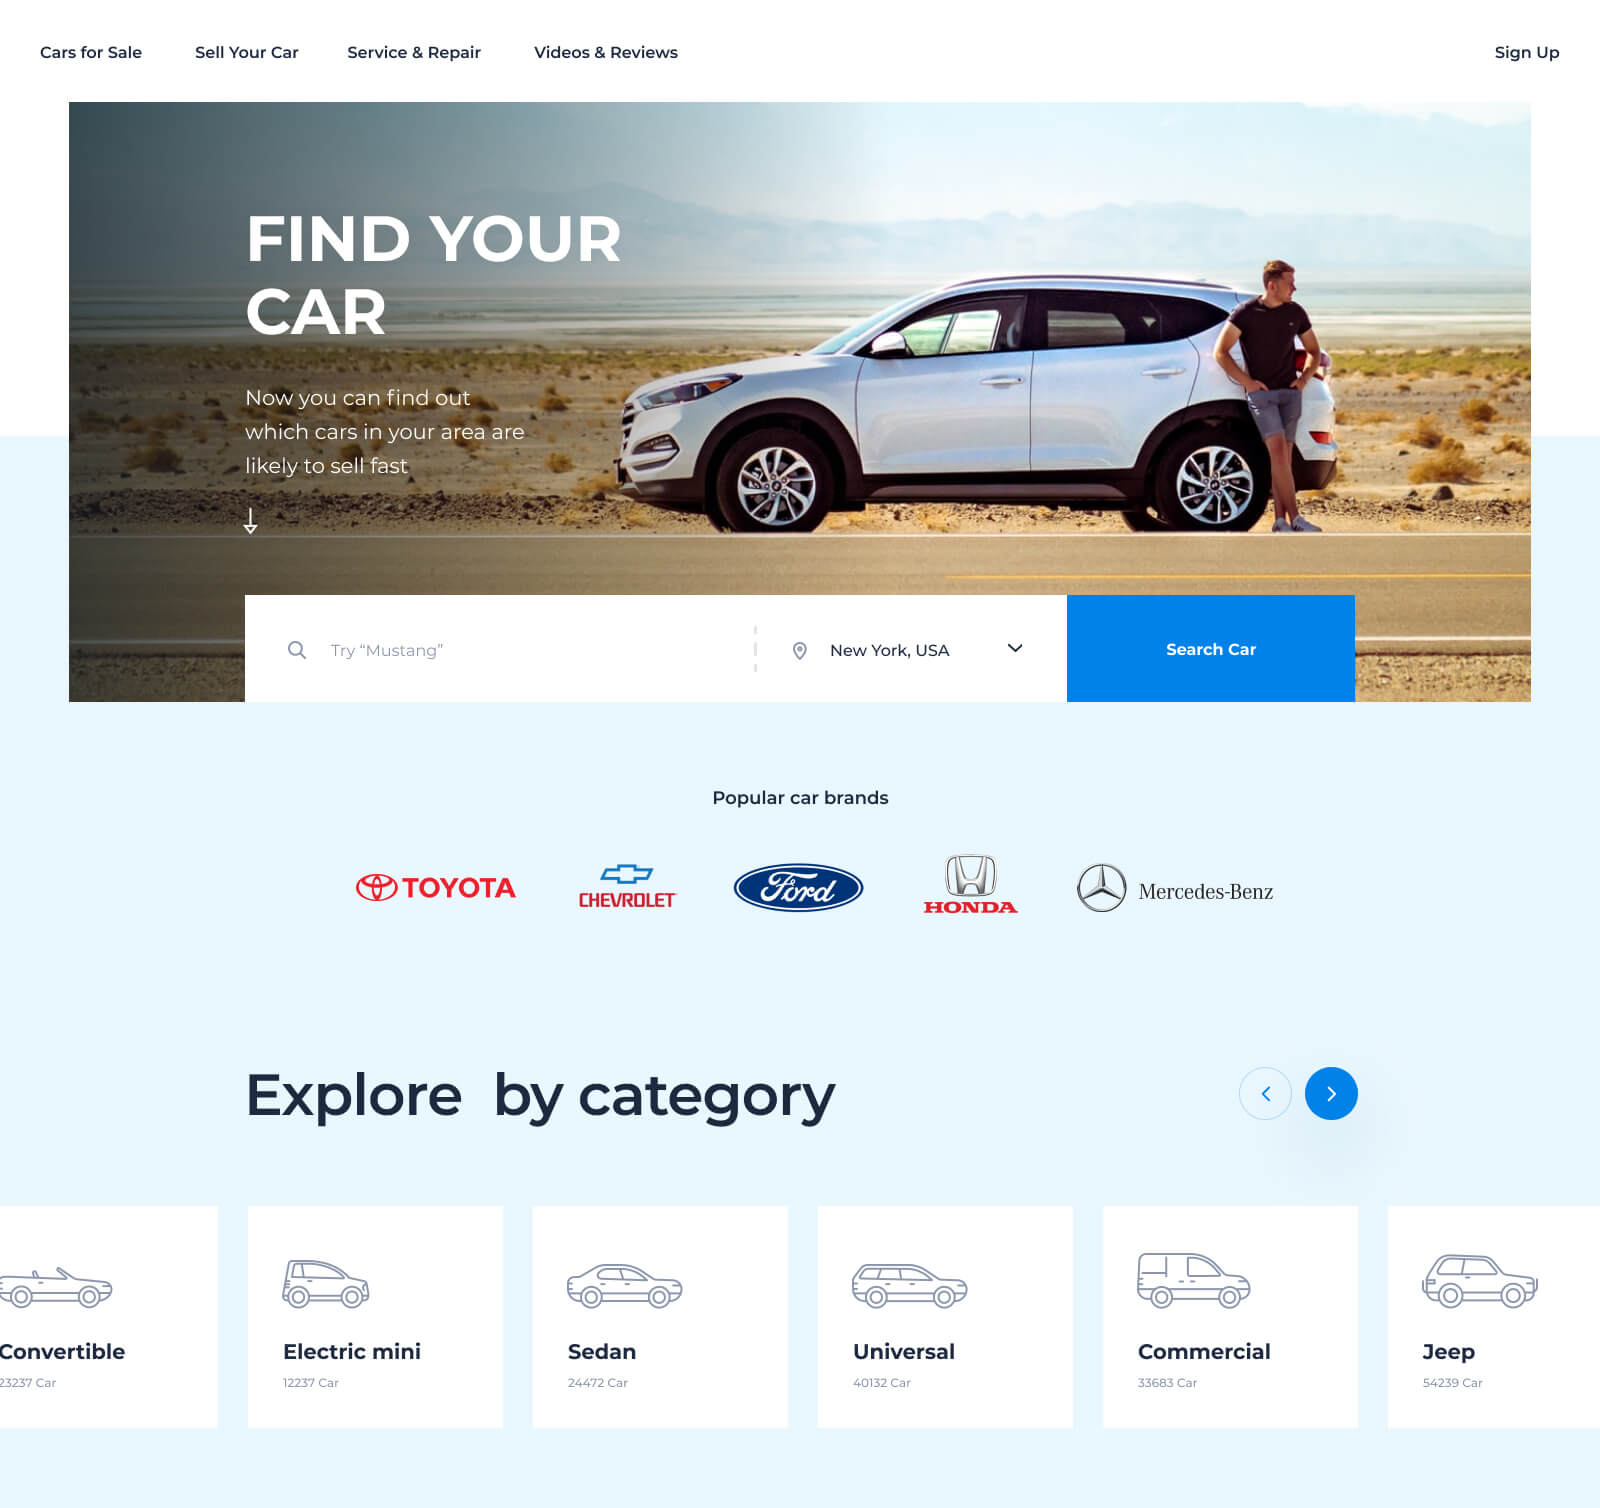 Cars for Sale
Sell Your Car
Service & Repair
Videos & Reviews
Sign Up
FIND YOUR
CAR
Now you can find out
which cars in your area are
likely to sell fast
Try “Mustang”
New York, USA
Search Car
Popular car brands
TOYOTA
CHEVROLET
Ford
HONDA
Mercedes-Benz
Explore by category
Convertible
23237 Car
Electric mini
12237 Car
Sedan
24472 Car
Universal
40132 Car
Commercial
33683 Car
Jeep
54239 Car